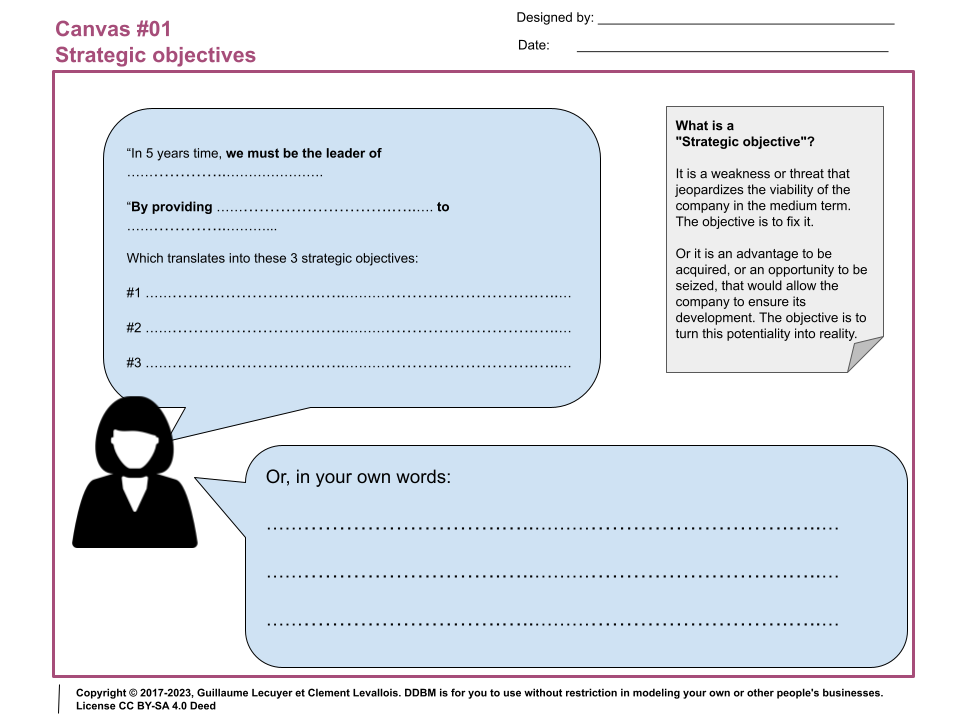 Canvas #01
Strategic objectives
Designed by: ________________________________________
Date: ________________________________________
“In 5 years time, we must be the leader of
……………………………………….
“By providing ………………………………………….. to
……………………………...
Which translates into these 3 strategic objectives:
#1 ……………………………………………………………………………………
#2 ……………………………………………………………………………………
#3 ……………………………………………………………………………………
What is a
"Strategic objective"?
It is a weakness or threat that
jeopardizes the viability of the
company in the medium term.
The objective is to fix it.
Or it is an advantage to be
acquired, or an opportunity to be
seized, that would allow the
company to ensure its
development. The objective is to
turn this potentiality into reality.
Or, in your own words:
……………………………………………………………………………………
……………………………………………………………………………………
……………………………………………………………………………………
Copyright © 2017-2023, Guillaume Lecuyer et Clement Levallois. DDBM is for you to use without restriction in modeling your own or other people's businesses.
License CC BY-SA 4.0 Deed